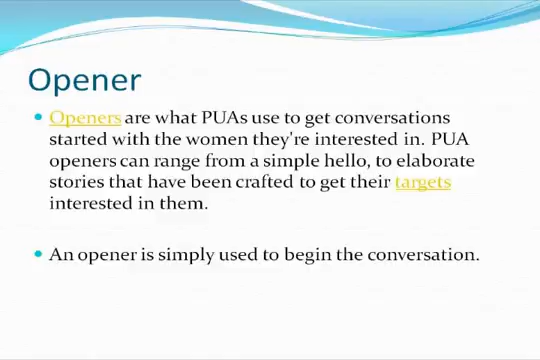 Opener
Openers are what PUAs use to get conversations
started with the women they're interested in. PUA
openers can range from a simple hello, to elaborate
stories that have been crafted to get their targets
interested in them.
An opener is simply used to begin the conversation.